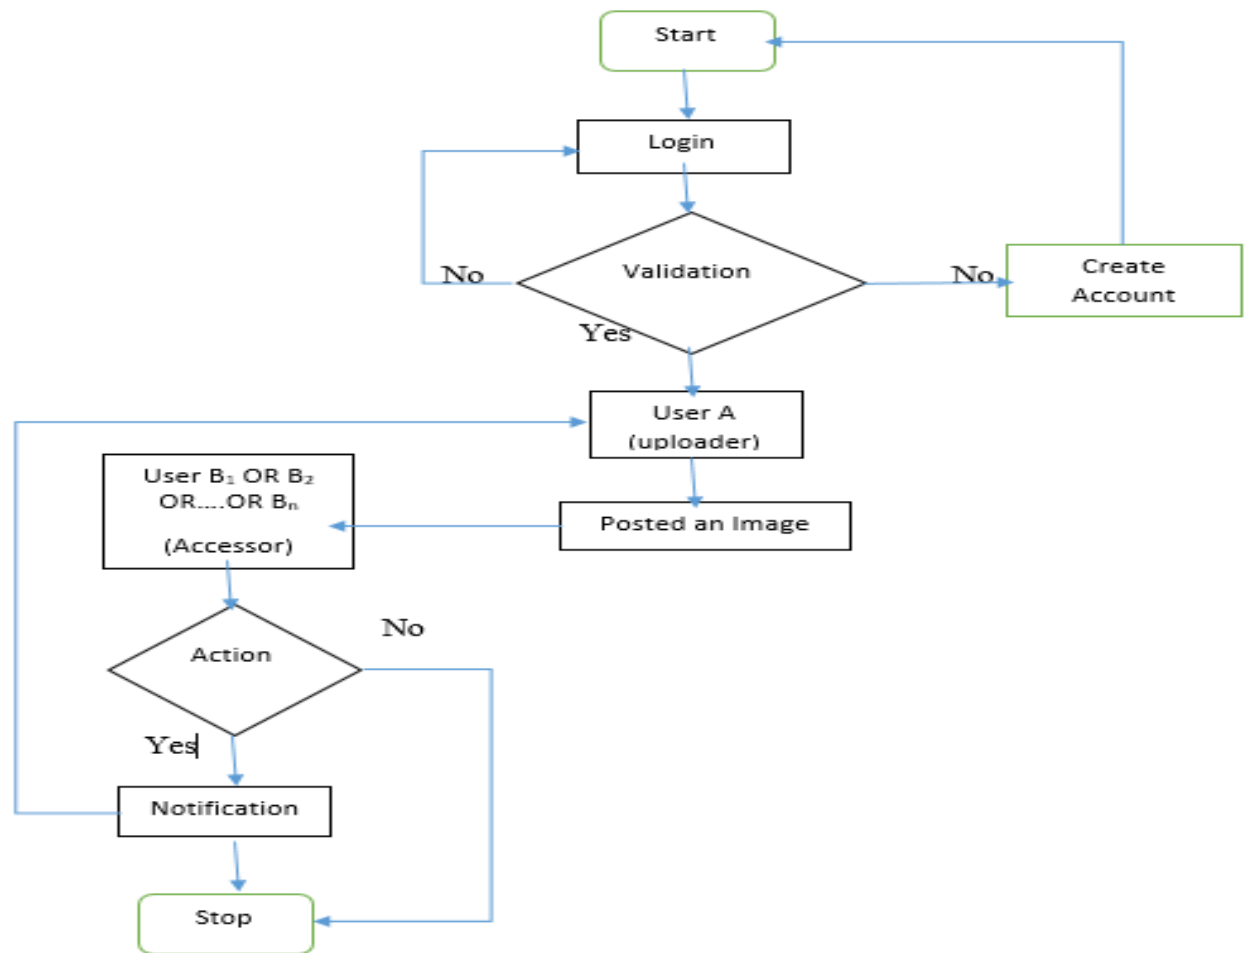 Start
Login
Validation
No
No
Create
Account
Yes
User A
(uploader)
User B₁ OR B₂
OR....OR Bₙ
(Accessor)
Posted an Image
No
Action
Yes
Notification
Stop